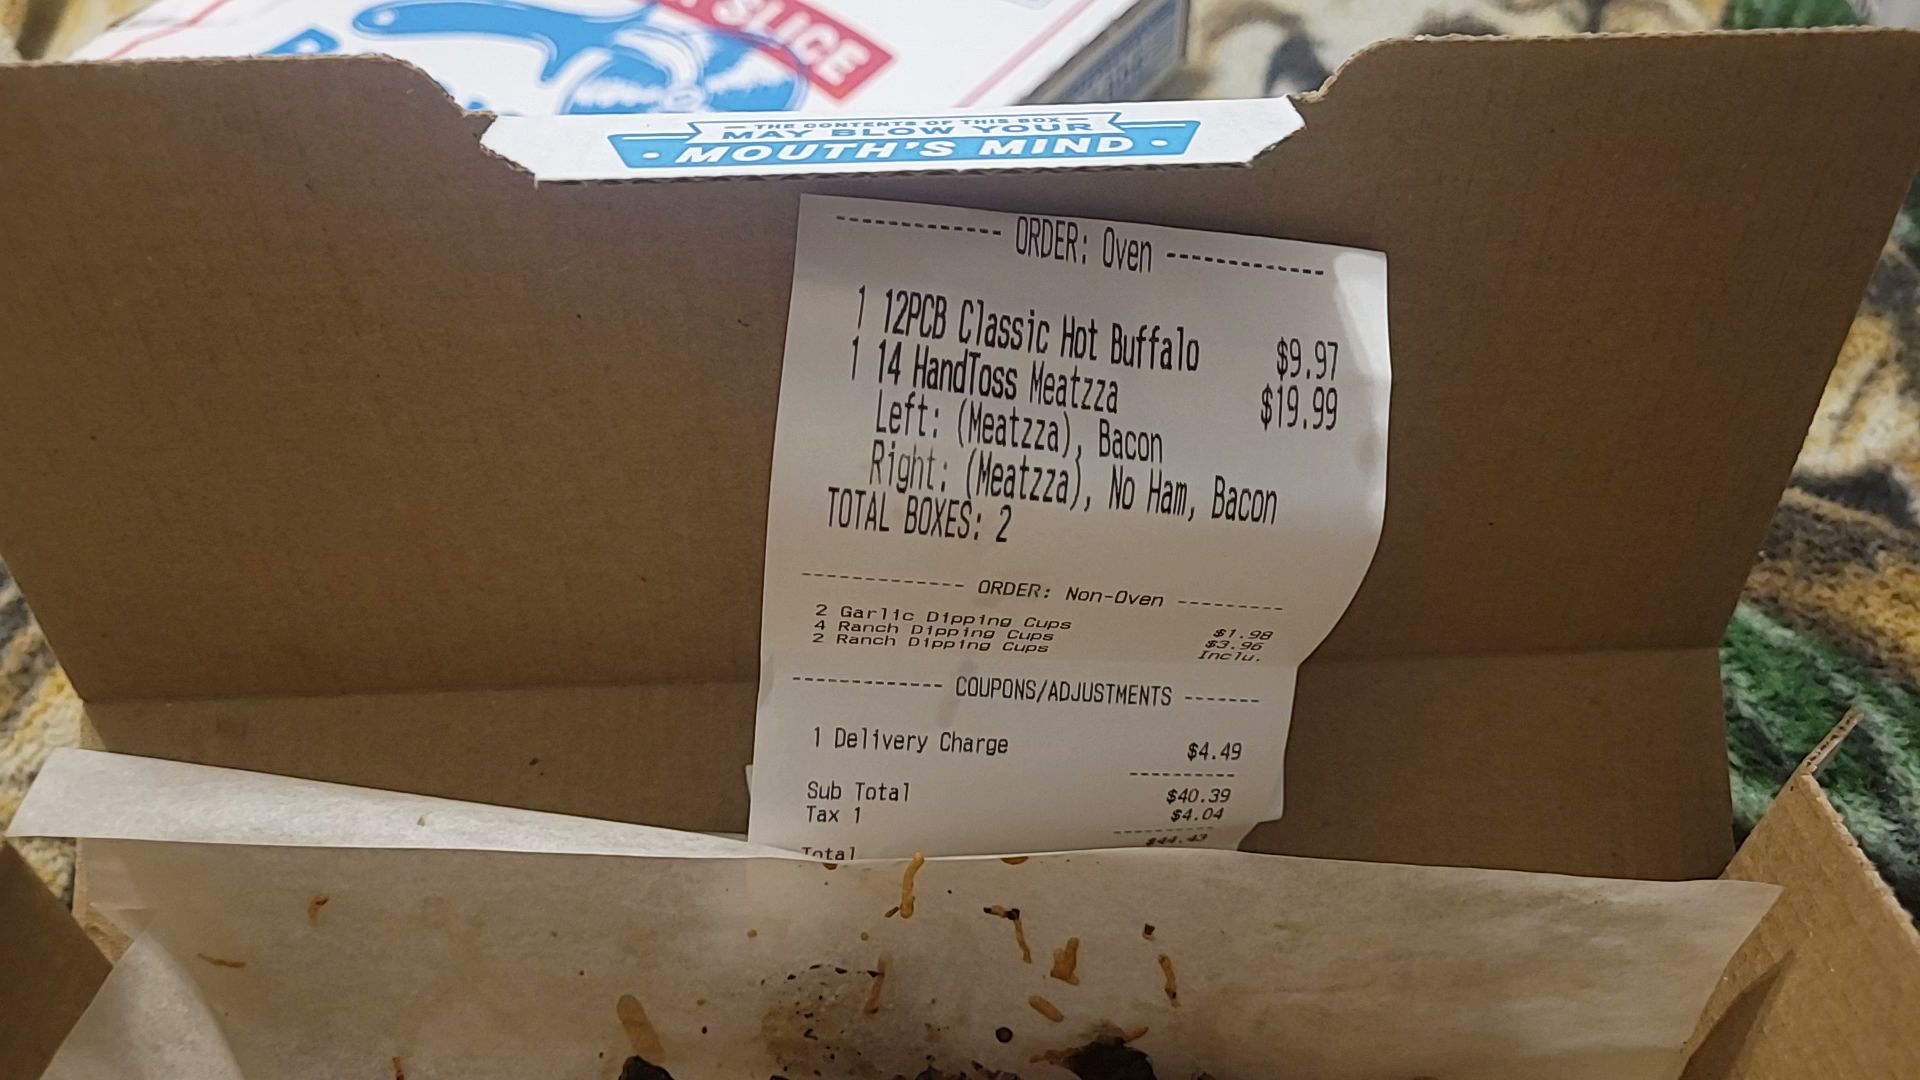 SLICE
THE CONTENTS OF THIS BOX
MAY BLOW YOUR
MOUTH'S MIND
ORDER: Oven
1 12PCB Classic Hot Buffalo $9.97
1 14 HandToss Meatzza $19.99
Left: (Meatzza), Bacon
Right: (Meatzza), No Ham, Bacon
TOTAL BOXES: 2
ORDER: Non-Oven
2 Garlic Dipping Cups $1.98
4 Ranch Dipping Cups $3.96
2 Ranch Dipping Cups Inclu.
COUPONS/ADJUSTMENTS
1 Delivery Charge $4.49
Sub Total $40.39
Tax 1 $4.04
Total $44.43